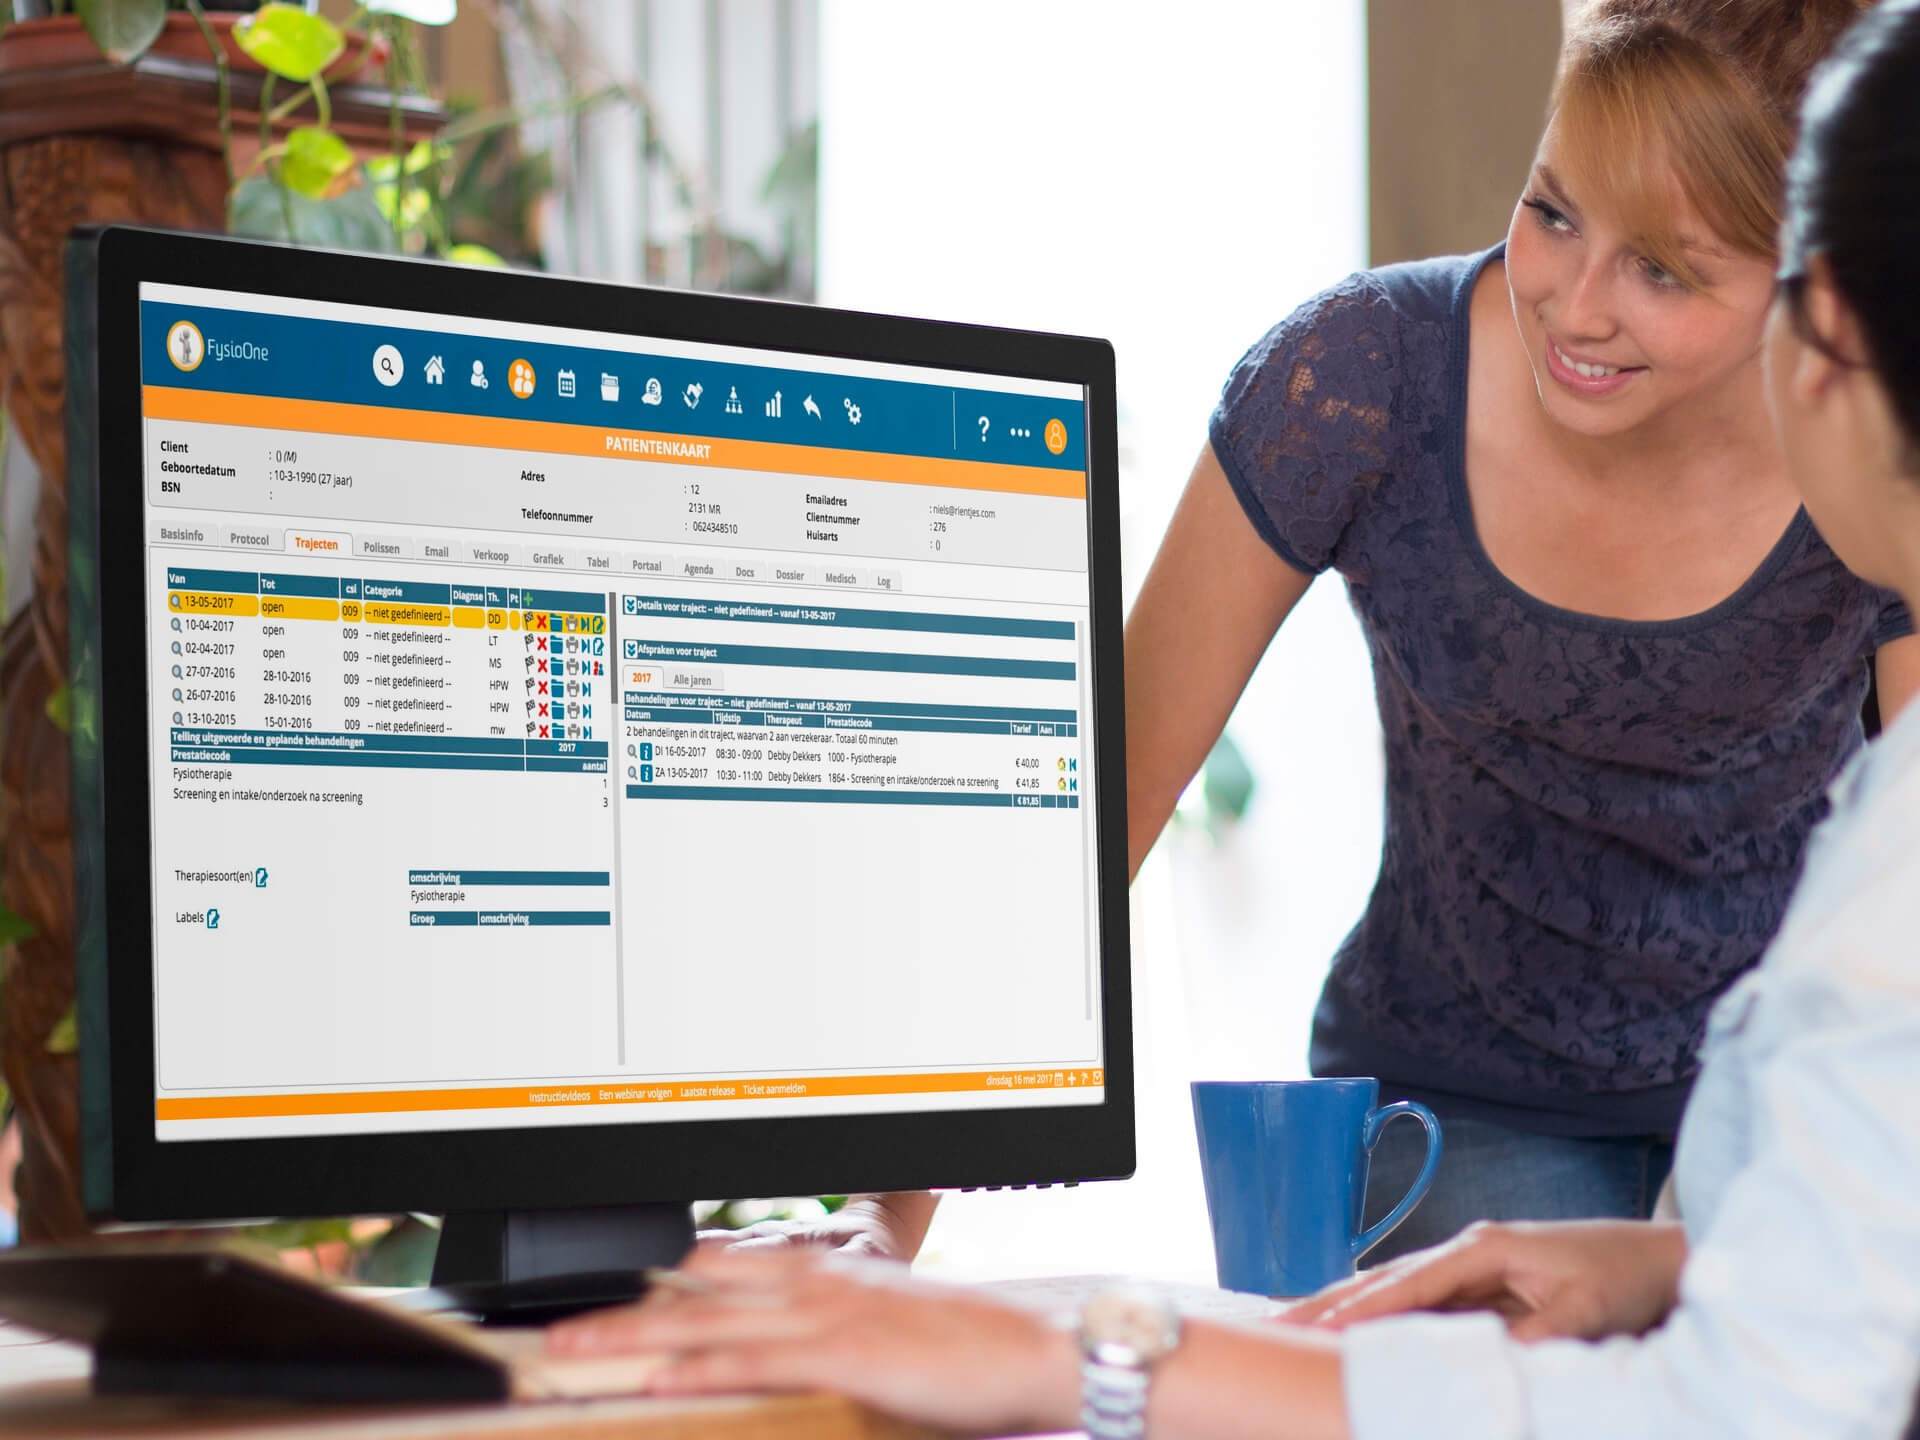 FysioOne
PATIENTENKAART
Client : () (M)
Geboortedatum : 10-3-1990 (27 jaar)
BSN :
Adres : 12
2131 MR
Telefoonnummer : 0624348510
Emailadres : niels@rientjes.com
Clientnummer : 276
Huisarts : ()
Basisinfo Protocol Trajecten Polissen Email Verkoop Grafiek Tabel Portaal Agenda Docs Dossier Medisch Log
Van Tot csi Categorie Diagnse Th. Pt
13-05-2017 open 009 -- niet gedefinieerd -- DD
10-04-2017 open 009 -- niet gedefinieerd -- LT
02-04-2017 open 009 -- niet gedefinieerd -- MS
27-07-2016 28-10-2016 009 -- niet gedefinieerd -- HPW
26-07-2016 28-10-2016 009 -- niet gedefinieerd -- HPW
13-10-2015 15-01-2016 009 -- niet gedefinieerd -- mw
Telling uitgevoerde en geplande behandelingen 2017
Prestatiecode aantal
Fysiotherapie 1
Screening en intake/onderzoek na screening 3
Therapiesoort(en) omschrijving
Fysiotherapie
Labels Groep omschrijving
Details voor traject: -- niet gedefinieerd -- vanaf 13-05-2017
Afspraken voor traject
2017 Alle jaren
Behandelingen voor traject: -- niet gedefinieerd -- vanaf 13-05-2017
Datum Tijdstip Therapeut Prestatiecode Tarief Aan
2 behandelingen in dit traject, waarvan 2 aan verzekeraar. Totaal 60 minuten
DI 16-05-2017 08:30 - 09:00 Debby Dekkers 1000 - Fysiotherapie € 40,00
ZA 13-05-2017 10:30 - 11:00 Debby Dekkers 1864 - Screening en intake/onderzoek na screening € 41,85
€ 81,85
Instructievideos Een webinar volgen Laatste release Ticket aanmelden
dinsdag 16 mei 2017